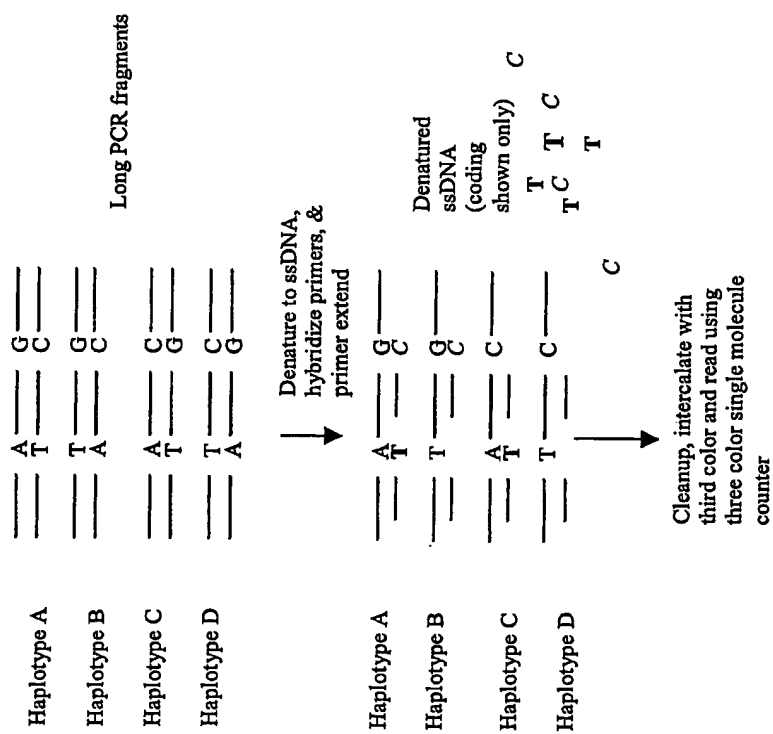 Haplotype A
A G
T C
Long PCR fragments
Haplotype B
T G
A C
Haplotype C
A C
T G
Haplotype D
T C
A G
Denature to ssDNA,
hybridize primers, &
primer extend
Haplotype A
A G
T C
Haplotype B
T G
C
Haplotype C
A C
T
Haplotype D
T C
Denatured
ssDNA
(coding
shown only)
C
T
T C
T
C
T
C
Cleanup, intercalate with
third color and read using
three color single molecule
counter